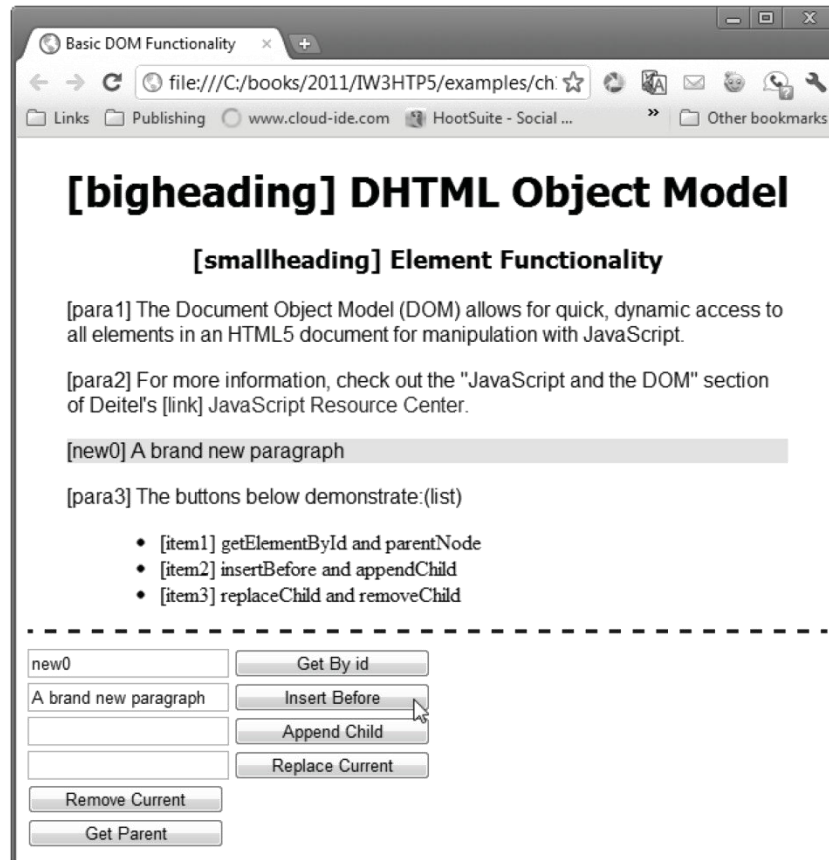 Basic DOM Functionality
file:///C:/books/2011/IW3HTP5/examples/ch
Links Publishing www.cloud-ide.com HootSuite - Social ... » Other bookmarks
[bigheading] DHTML Object Model
[smallheading] Element Functionality
[para1] The Document Object Model (DOM) allows for quick, dynamic access to
all elements in an HTML5 document for manipulation with JavaScript.
[para2] For more information, check out the "JavaScript and the DOM" section
of Deitel's [link] JavaScript Resource Center.
[new0] A brand new paragraph
[para3] The buttons below demonstrate:(list)
• [item1] getElementById and parentNode
• [item2] insertBefore and appendChild
• [item3] replaceChild and removeChild
new0 Get By id
A brand new paragraph Insert Before
Append Child
Replace Current
Remove Current
Get Parent